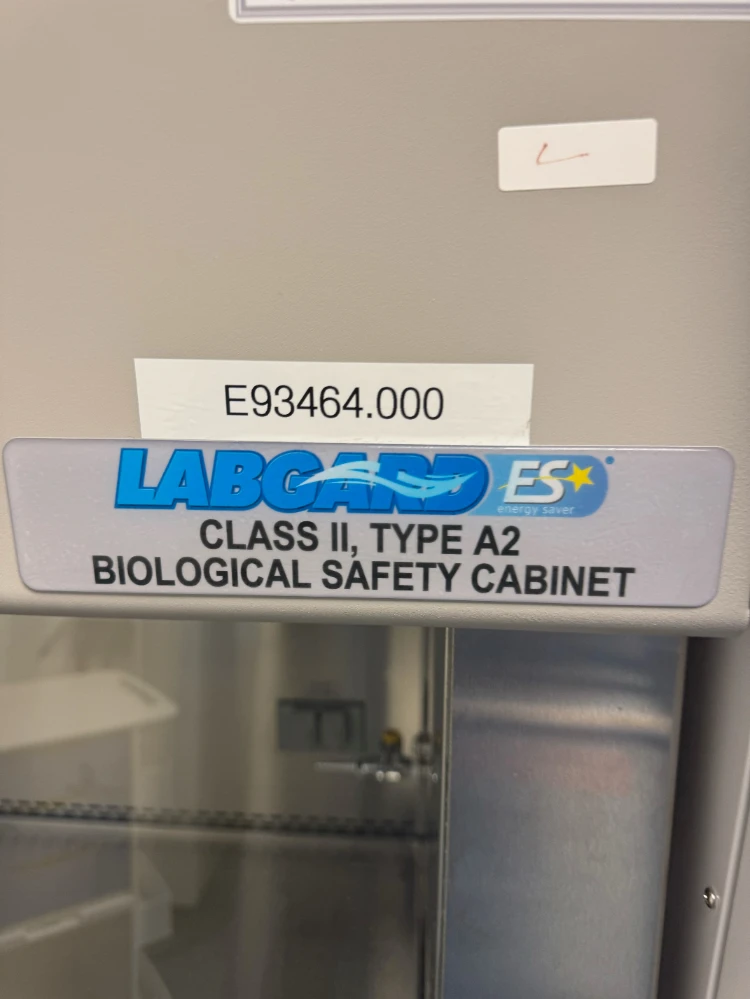 E93464.000
LABGARD ES
energy saver
CLASS II, TYPE A2
BIOLOGICAL SAFETY CABINET